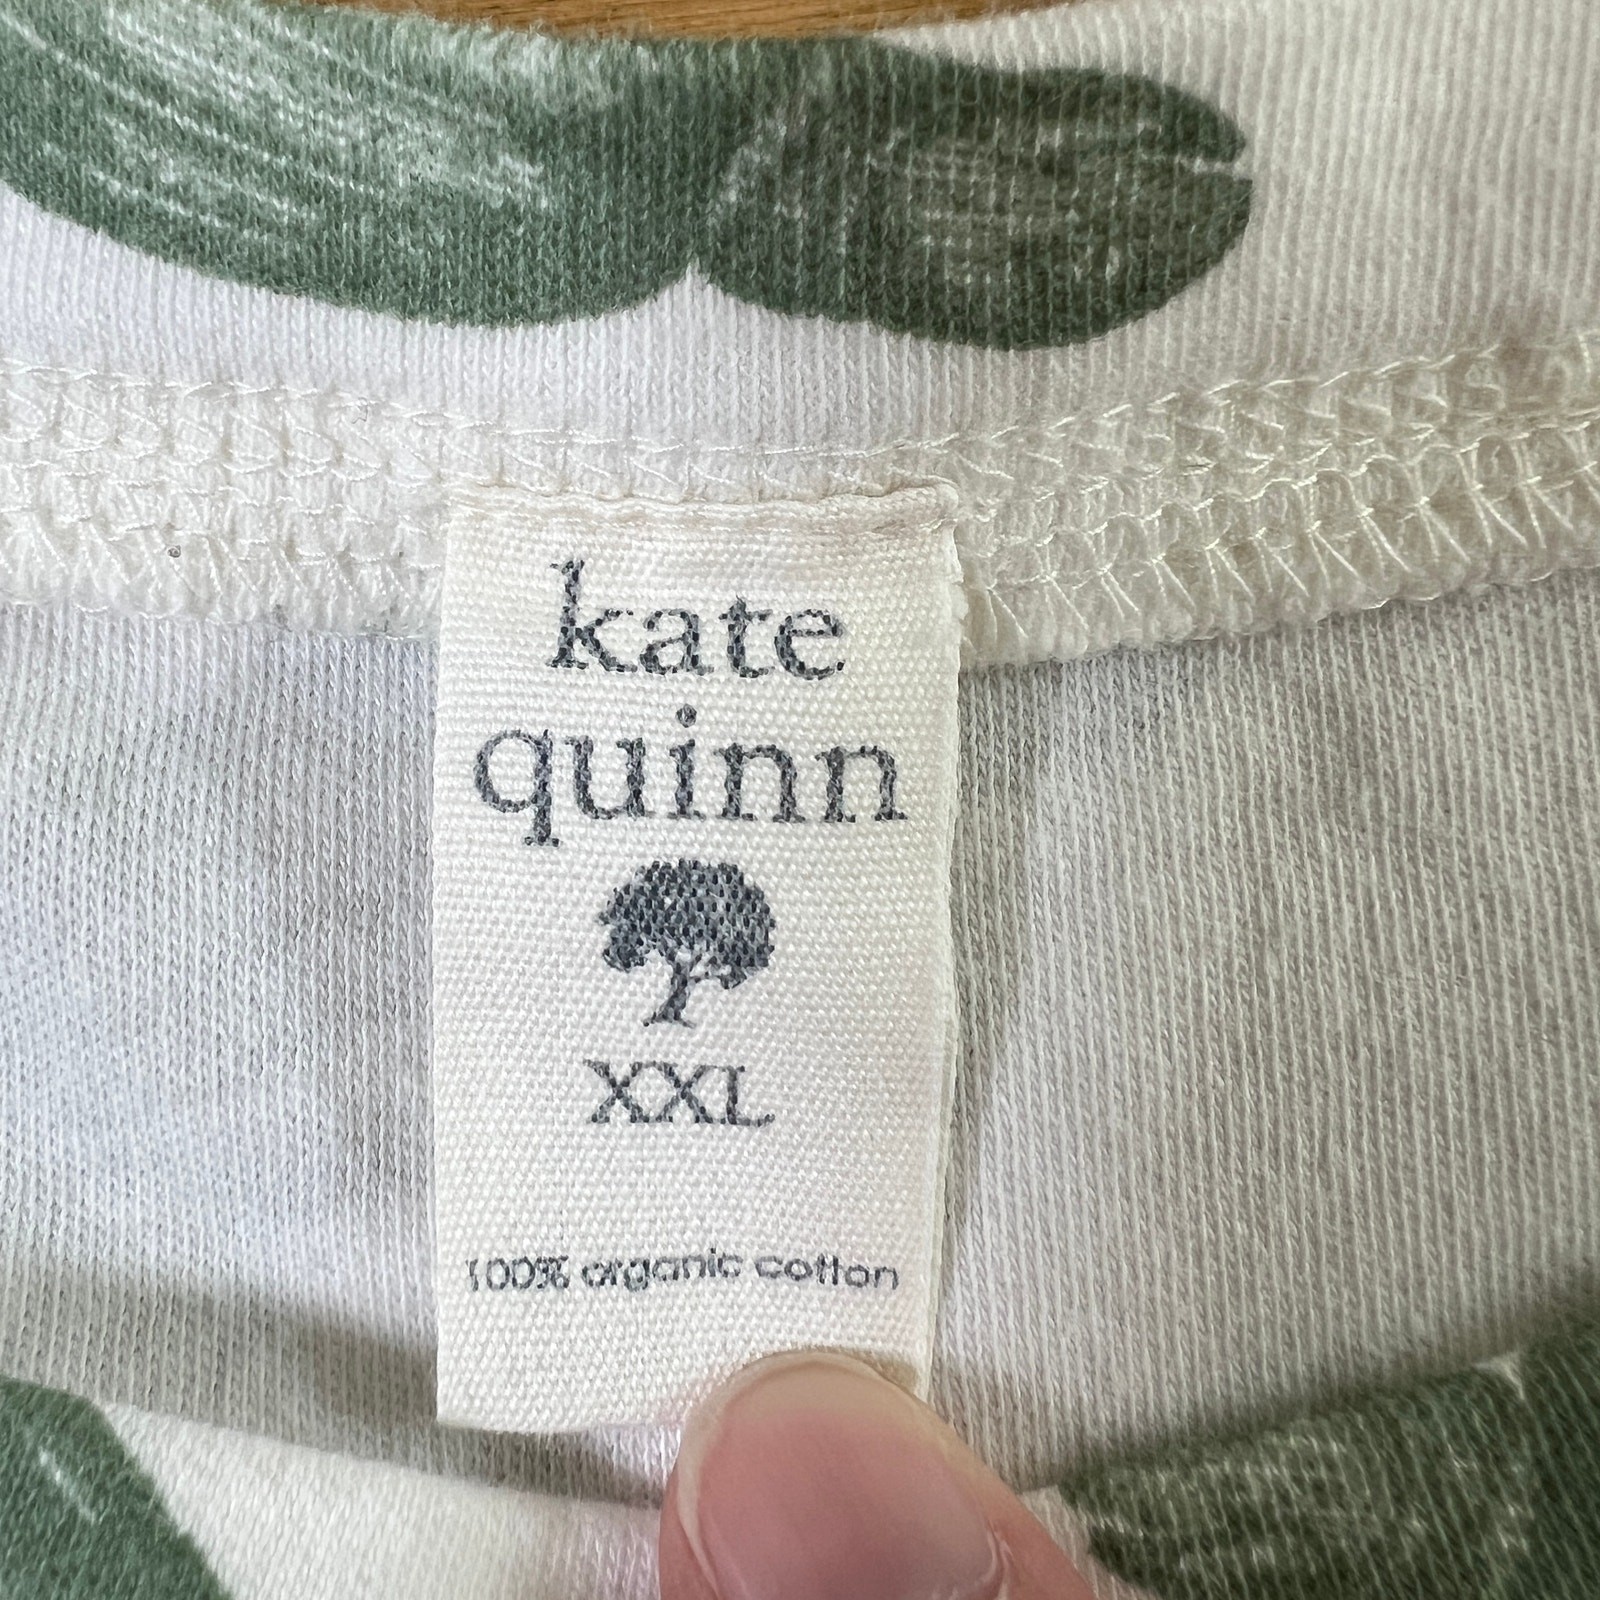 kate
quinn
XXL
100% organic cotton